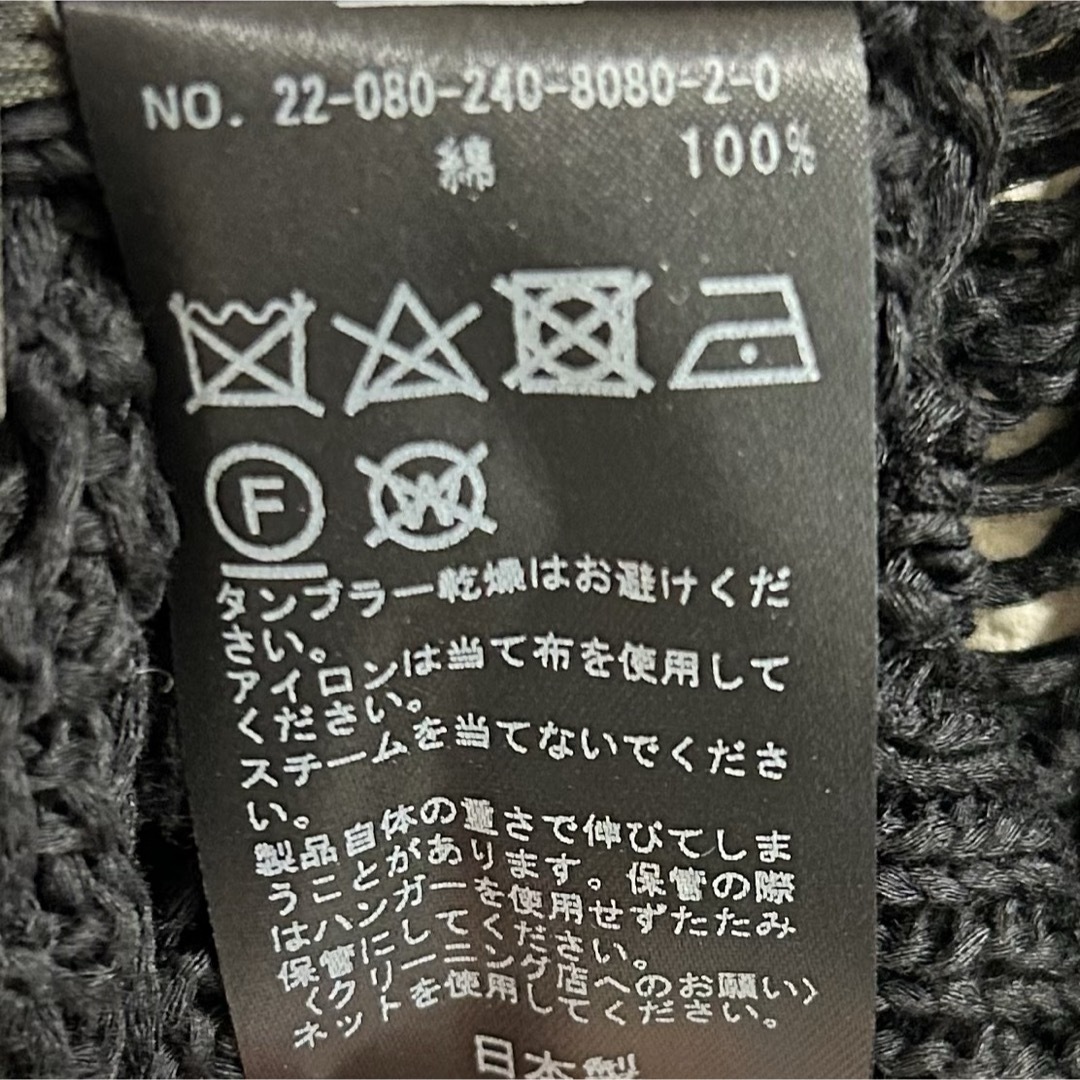 NO. 22-080-240-8080-2-0
綿 100%
F
W
タンブラー乾燥はお避けくだ
さい。
アイロンは当て布を使用して
ください。
スチームを当てないでくださ
い。
製品自体の重さで伸びてしま
うことがあります。保管の際
はハンガーを使用せずたたみ
保管にしてください。
〈クリーニング店へのお願い〉
ネットを使用してください。
日本製